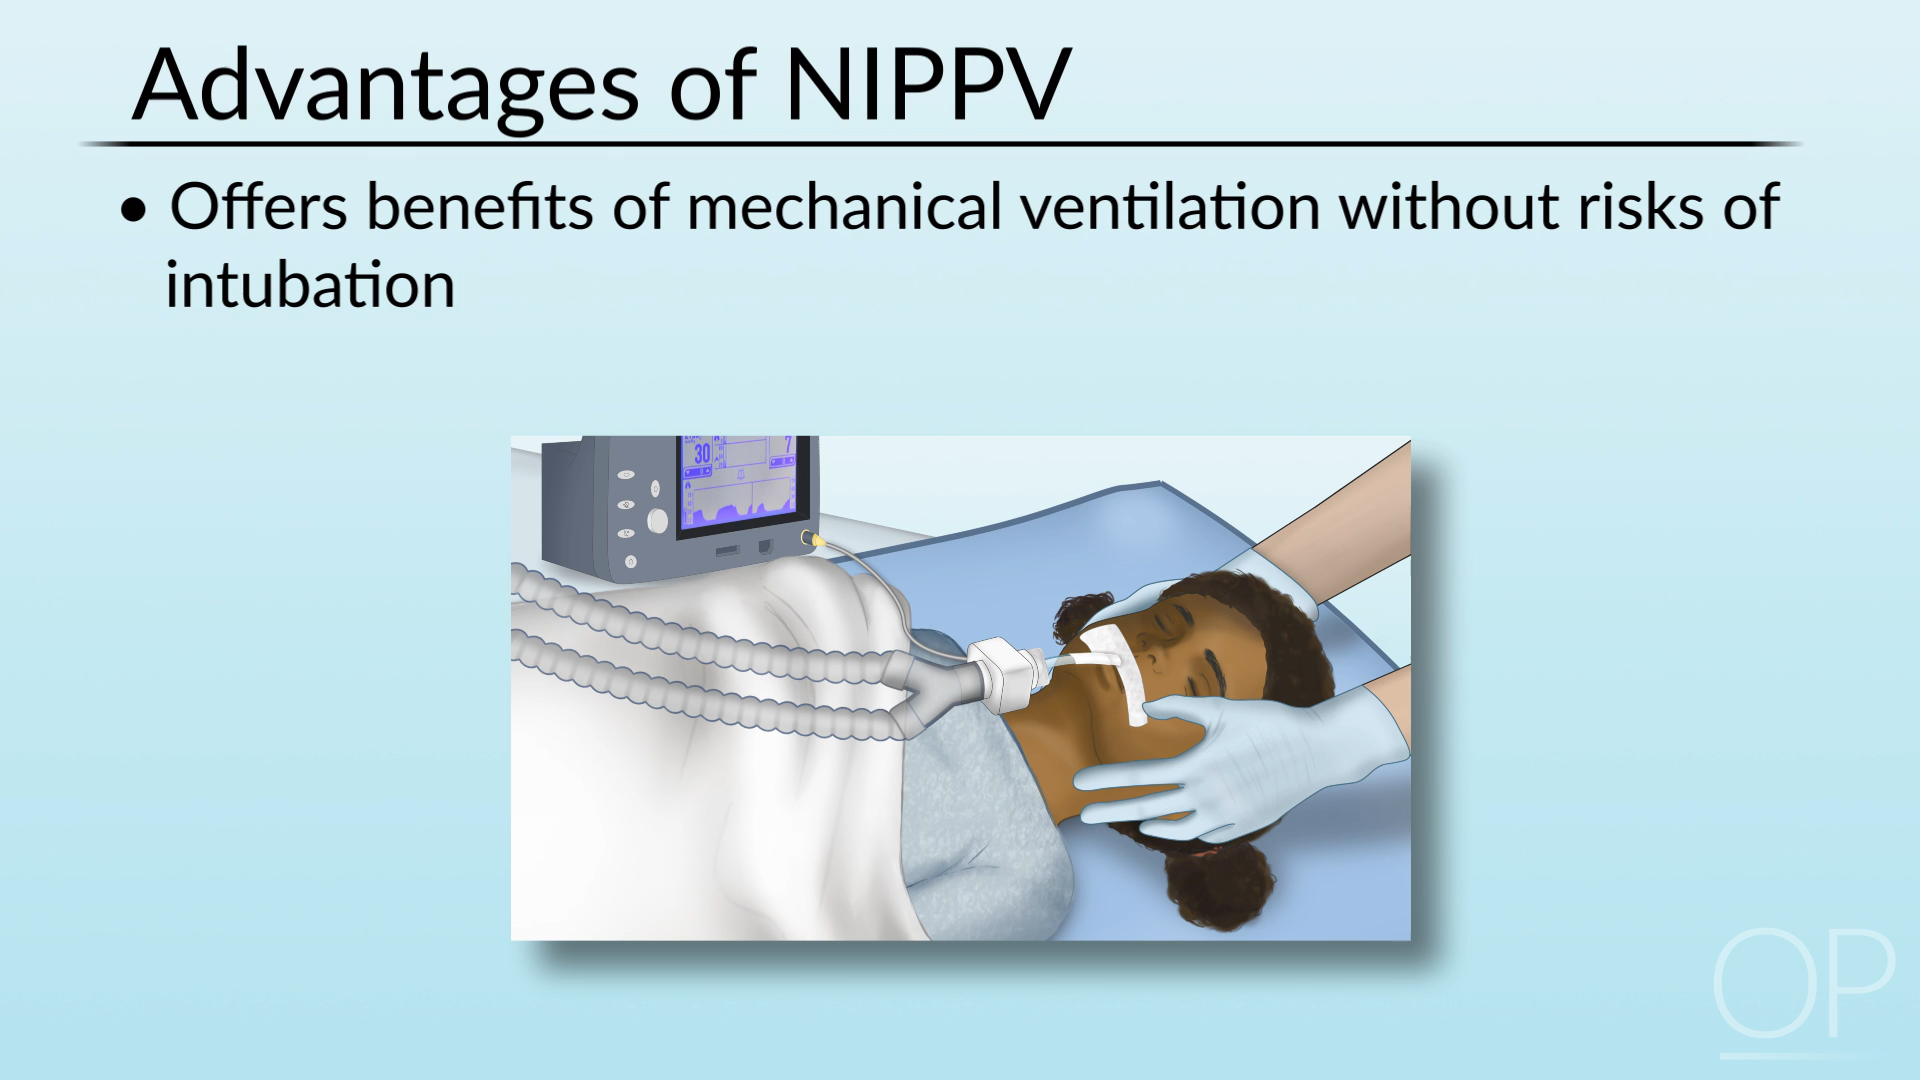 Advantages of NIPPV
• Offers benefits of mechanical ventilation without risks of
intubation
30
7
OP